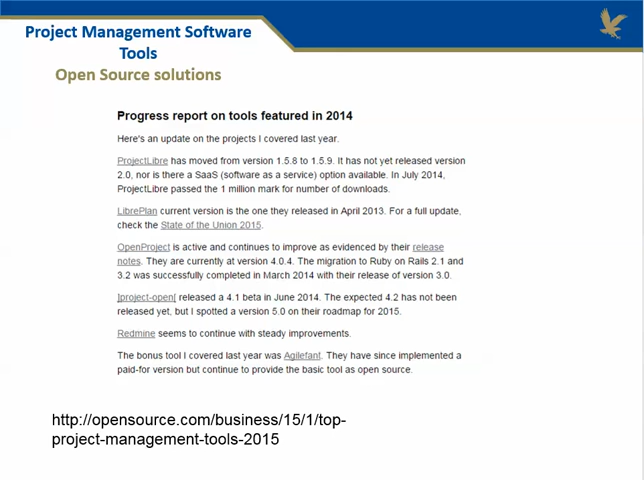 Project Management Software
Tools
Open Source solutions
Progress report on tools featured in 2014
Here's an update on the projects I covered last year.
ProjectLibre has moved from version 1.5.8 to 1.5.9. It has not yet released version
2.0, nor is there a SaaS (software as a service) option available. In July 2014,
ProjectLibre passed the 1 million mark for number of downloads.
LibrePlan current version is the one they released in April 2013. For a full update,
check the State of the Union 2015.
OpenProject is active and continues to improve as evidenced by their release
notes. They are currently at version 4.0.4. The migration to Ruby on Rails 2.1 and
3.2 was successfully completed in March 2014 with their release of version 3.0.
]project-open[ released a 4.1 beta in June 2014. The expected 4.2 has not been
released yet, but I spotted a version 5.0 on their roadmap for 2015.
Redmine seems to continue with steady improvements.
The bonus tool I covered last year was Agilefant. They have since implemented a
paid-for version but continue to provide the basic tool as open source.
http://opensource.com/business/15/1/top-
project-management-tools-2015